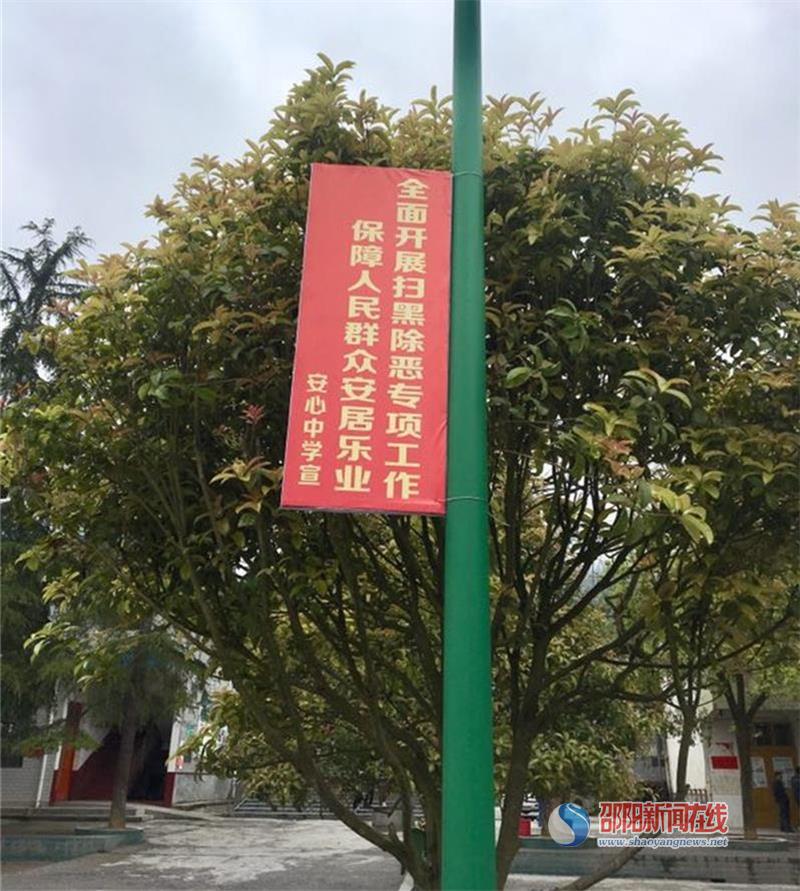 全面开展扫黑除恶专项工作
保障人民群众安居乐业
安心中学宣
邵阳新闻在线
www.shaoyangnews.net